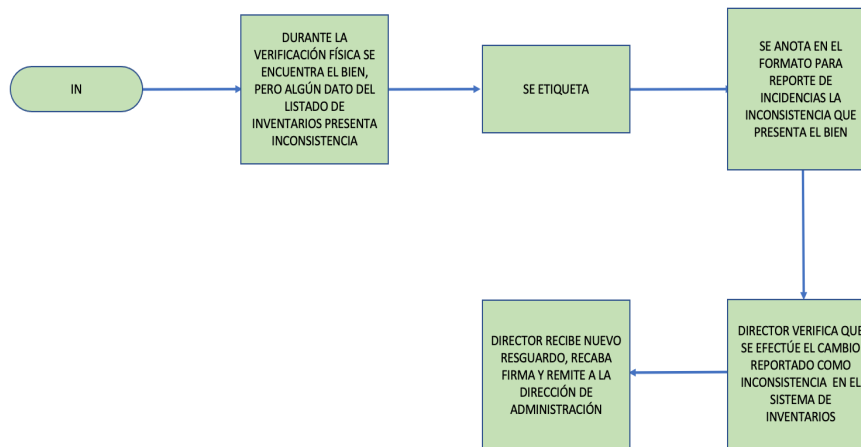 IN
DURANTE LA
VERIFICACIÓN FÍSICA SE
ENCUENTRA EL BIEN,
PERO ALGÚN DATO DEL
LISTADO DE
INVENTARIOS PRESENTA
INCONSISTENCIA
SE ETIQUETA
SE ANOTA EN EL
FORMATO PARA
REPORTE DE
INCIDENCIAS LA
INCONSISTENCIA QUE
PRESENTA EL BIEN
DIRECTOR VERIFICA QUE
SE EFECTÚE EL CAMBIO
REPORTADO COMO
INCONSISTENCIA EN EL
SISTEMA DE
INVENTARIOS
DIRECTOR RECIBE NUEVO
RESGUARDO, RECABA
FIRMA Y REMITE A LA
DIRECCIÓN DE
ADMINISTRACIÓN